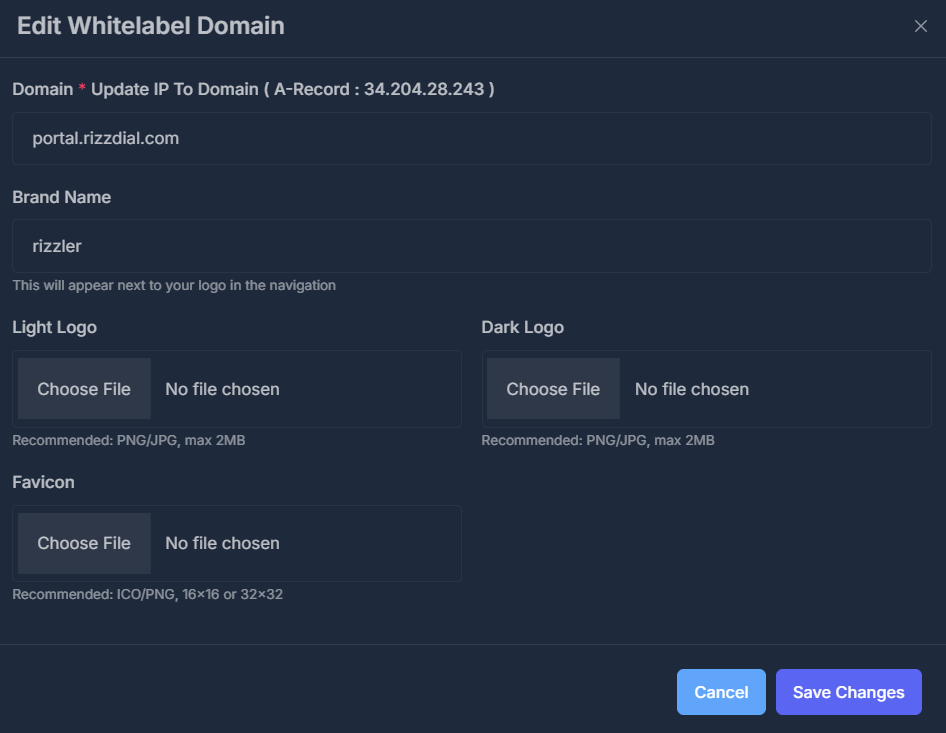 Edit Whitelabel Domain
Domain * Update IP To Domain ( A-Record : 34.204.28.243 )
portal.rizzdial.com
Brand Name
rizzler
This will appear next to your logo in the navigation
Light Logo
Dark Logo
Choose File No file chosen
Choose File No file chosen
Recommended: PNG/JPG, max 2MB
Recommended: PNG/JPG, max 2MB
Favicon
Choose File No file chosen
Recommended: ICO/PNG, 16×16 or 32×32
Cancel
Save Changes